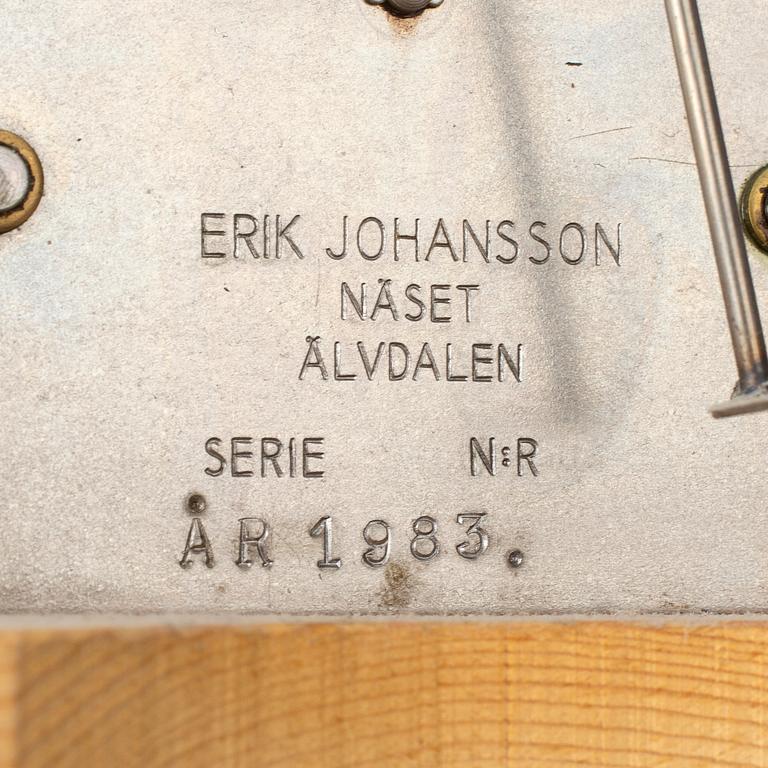 ERIK JOHANSSON
NÄSET
ÄLVDALEN
SERIE N:R
ÅR 1983.